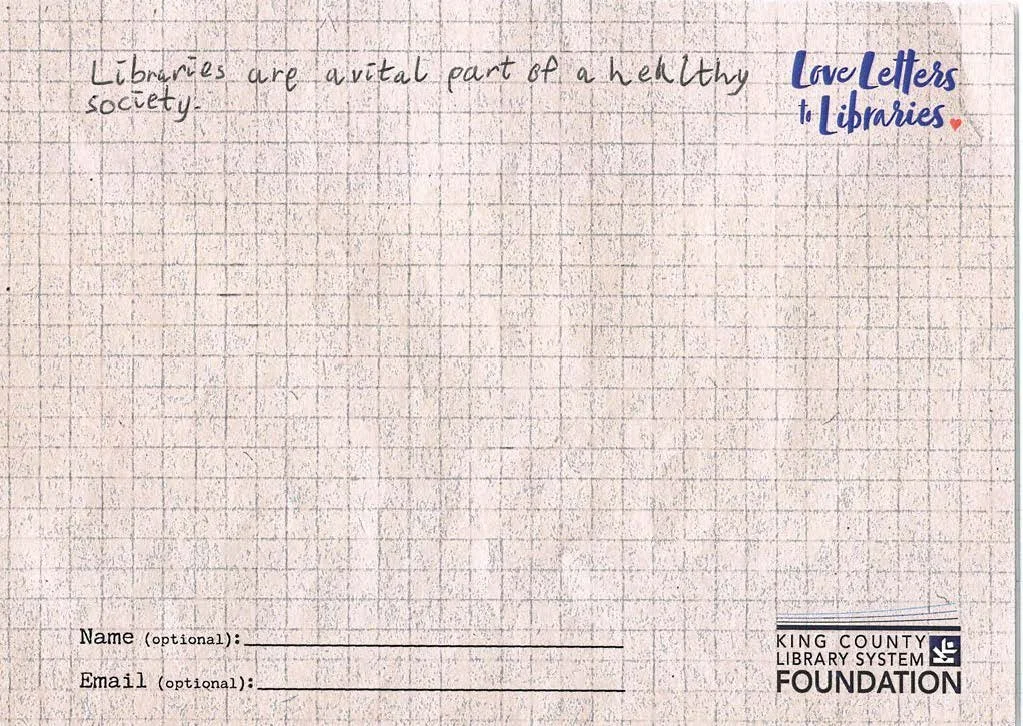 Libraries are a vital part of a healthy
society.
Love Letters
to Libraries.
Name (optional):
Email (optional):
KING COUNTY
LIBRARY SYSTEM
FOUNDATION